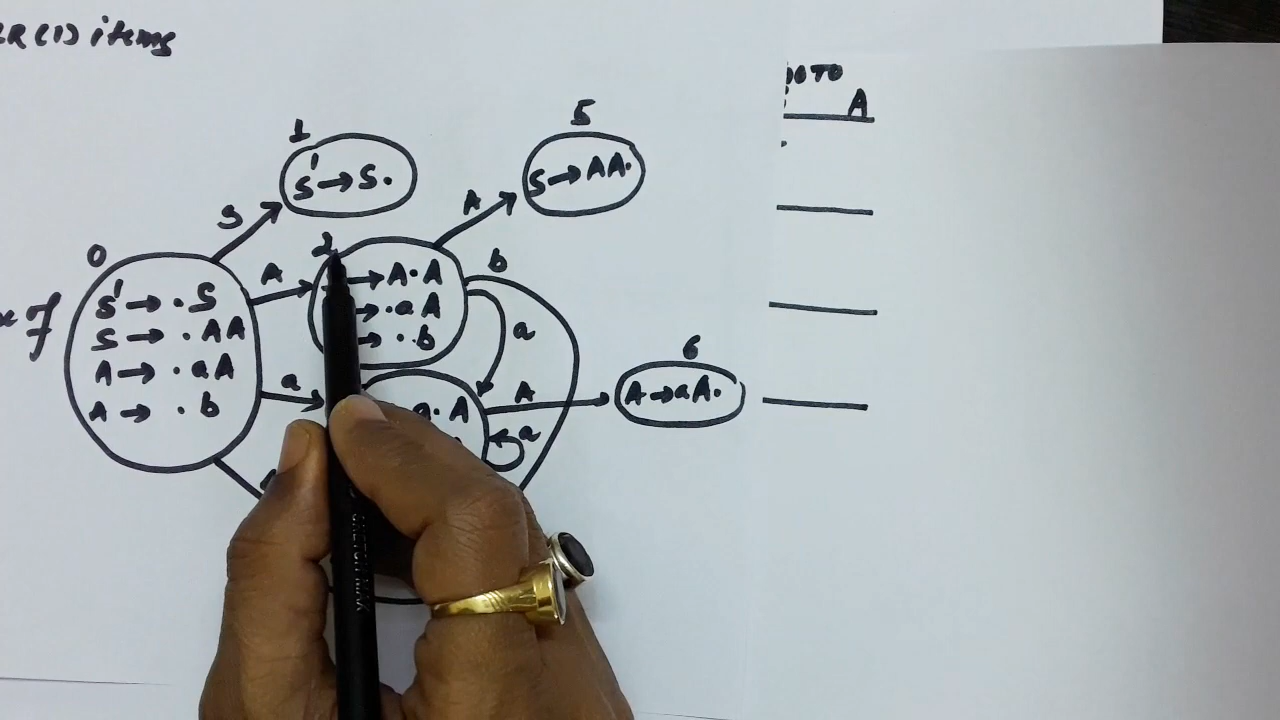 LR(1) items
GOTO
A
5
1
S' → S.
S → AA.
A
S
2
0
A
→ A.A
b
S' → .S
→ .aA
S → .AA
a
→ .b
A → .aA
a
6
A → .b
A
A → aA.
a.A
a